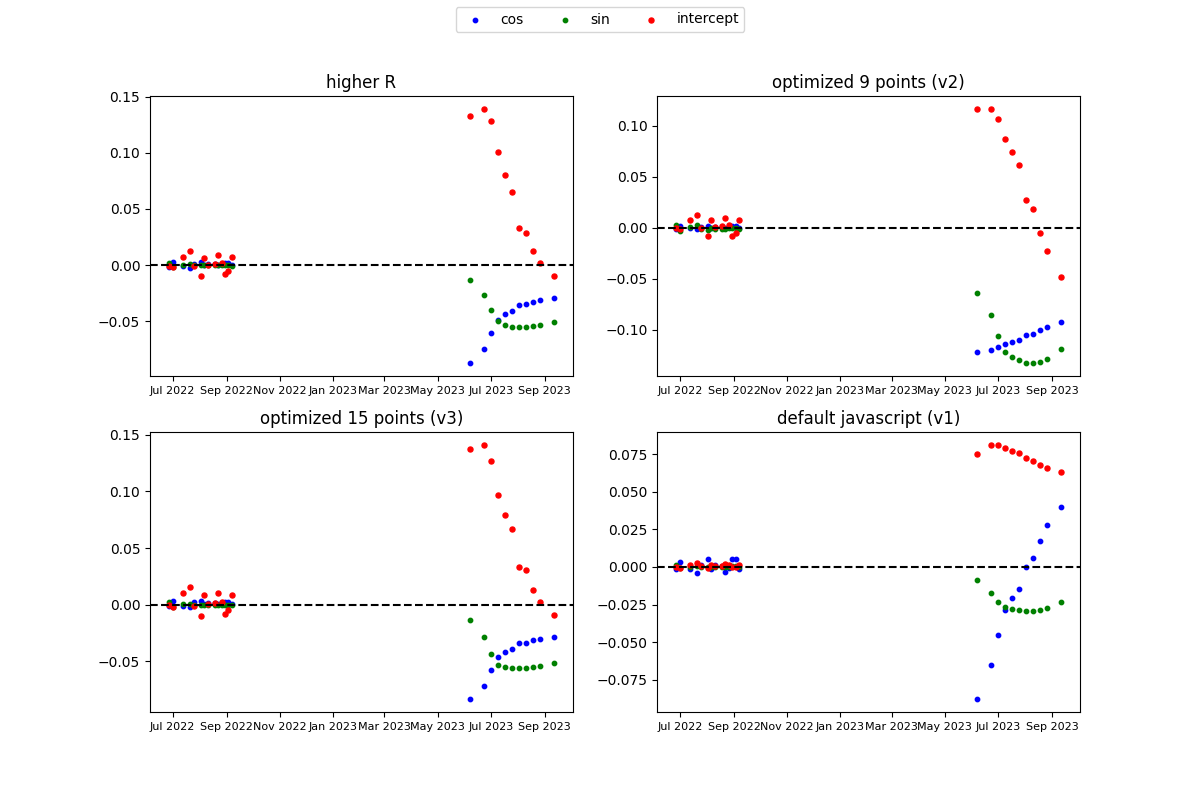 cos sin intercept
higher R
0.15
0.10
0.05
0.00
−0.05
Jul 2022 Sep 2022 Nov 2022 Jan 2023 Mar 2023 May 2023 Jul 2023 Sep 2023
optimized 9 points (v2)
0.10
0.05
0.00
−0.05
−0.10
Jul 2022 Sep 2022 Nov 2022 Jan 2023 Mar 2023 May 2023 Jul 2023 Sep 2023
optimized 15 points (v3)
0.15
0.10
0.05
0.00
−0.05
Jul 2022 Sep 2022 Nov 2022 Jan 2023 Mar 2023 May 2023 Jul 2023 Sep 2023
default javascript (v1)
0.075
0.050
0.025
0.000
−0.025
−0.050
−0.075
Jul 2022 Sep 2022 Nov 2022 Jan 2023 Mar 2023 May 2023 Jul 2023 Sep 2023